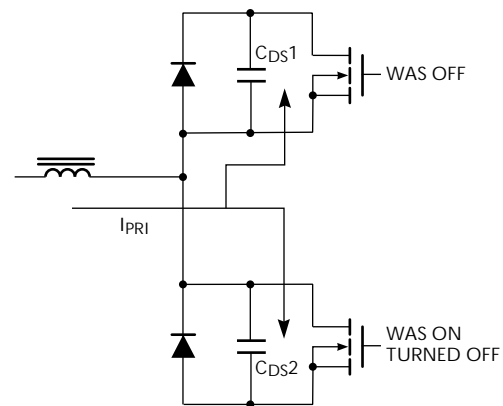 CDS1
WAS OFF
IPRI
WAS ON
TURNED OFF
CDS2